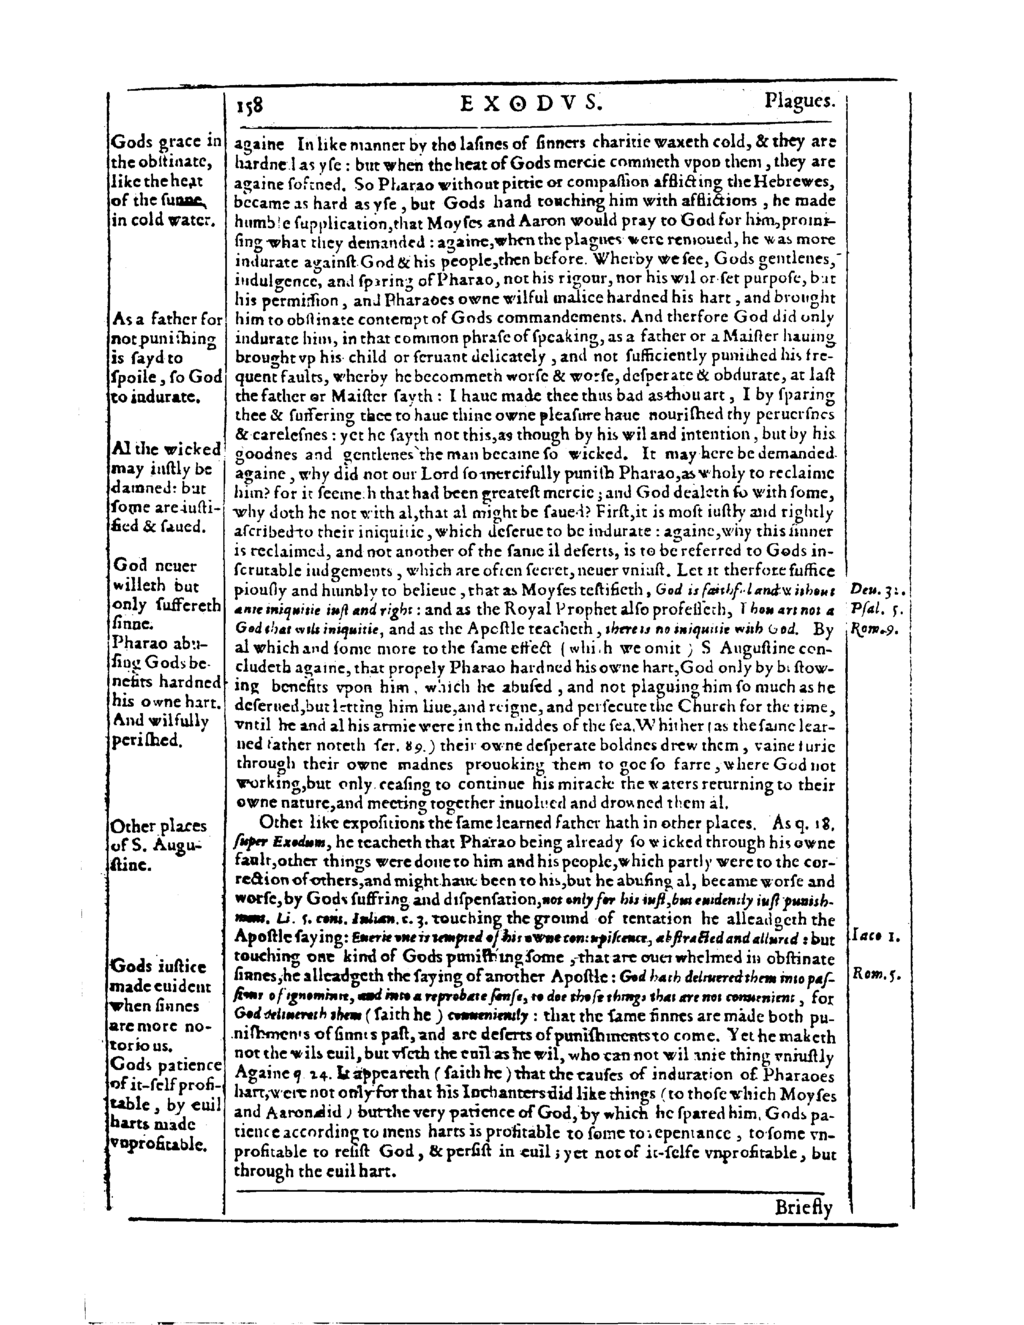 158 EXODVS. Plagues.
Gods grace in
the obstinate,
like the heat
of the sunne,
in cold water.
As a father for
not punishing
is sayd to
spoile, so God
to indurate.
Al the wicked
may iustly be
damned: but
some are iusti-
fied & saued.
God neuer
willeth but
only suffereth
sinne.
Pharao abu-
sing Gods be-
nefits hardned
his owne hart.
And wilfully
perished.
Other places
of S. Augu-
stine.
Gods iustice
made euident
when sinnes
are more no-
torious.
Gods patience
of it-self profi-
table, by euil
harts made
vnprofitable.
againe In like manner by the lasines of sinners charitie waxeth cold, & they are
hardned as yse: but when the heat of Gods mercie commeth vpon them, they are
againe softned. So Pharao without pittie or compassion afflicting the Hebrewes,
became as hard as yse, but Gods hand touching him with afflictions, he made
humble supplication, that Moyses and Aaron would pray to God for him, promi-
sing what they demanded: againe, when the plagues were remoued, he was more
indurate against God & his people, then before. Wherby we see, Gods gentlenes,
indulgence, and sparing of Pharao, not his rigour, nor his wil or set purpose, but
his permission, and Pharaoes owne wilful malice hardned his hart, and brought
him to obstinate contempt of Gods commandements. And therfore God did only
indurate him, in that common phrase of speaking, as a father or a Maister hauing
brought vp his child or seruant delicately, and not sufficiently punished his fre-
quent faults, wherby he becommeth worse & worse, desperate & obdurate, at last
the father or Maister sayth: I haue made thee thus bad as thou art, I by sparing
thee & suffering thee to haue thine owne pleasure haue nourished thy peruersnes
& carelesnes: yet he sayth not this, as though by his wil and intention, but by his
goodnes and gentlenes the man became so wicked. It may here be demanded
againe, why did not our Lord so mercifully punish Pharao, as wholy to reclaime
him? for it seemeh that had been greatest mercie; and God dealeth so with some,
why doth he not with al, that al might be saued? First, it is most iustly and rightly
ascribed to their iniquitie, which deserue to be indurate: againe, why this sinner
is reclaimed, and not another of the same il deserts, is to be referred to Gods in-
scrutable iudgements, which are often secret, neuer vniust. Let it therfore suffice
piously and humbly to belieue, that as Moyses testifieth, God is faithful and without
anie iniquitie iust and right: and as the Royal Prophet also professeth, Thou art not a
God that wils iniquitie, and as the Apostle teacheth, there is no iniquitie with God. By
al which and some more to the same effect (which we omit) S Augustine con-
cludeth againe, that propely Pharao hardned his owne hart, God only by bestow-
ing benefits vpon him, which he abused, and not plaguing him so much as he
deserued, but letting him liue, and reigne, and persecute the Church for the time,
vntil he and al his armie were in the middes of the sea. Whither (as the same lear-
ned father noteth ser. 89.) their owne desperate boldnes drew them, vaine furie
through their owne madnes prouoking them to goe so farre, where God not
working, but only ceasing to continue his miracle the waters returning to their
owne nature, and meeting together inuolued and drowned them al.
Other like expositions the same learned father hath in other places. As q. 18.
super Exodum, he teacheth that Pharao being already so wicked through his owne
fault, other things were done to him and his people, which partly were to the cor-
rection of others, and might haue been to his, but he abusing al, became worse and
worse, by Gods suffring and dispensation, not only for his iust, but euidently iust punish-
ment. Li. 5. cont. Iulian. c. 3. touching the ground of tentation he alleadgeth the
Apostle saying: Euerie one is tempted of his owne concupiscence, abstracted and allured: but
touching one kind of Gods punishing some, that are ouerwhelmed in obstinate
sinnes, he alleadgeth the saying of another Apostle: God hath deliuered them into pas-
sions of ignominie, and into a reprobate sense, to doe those things that are not conuenient, for
God deliuereth them (saith he) conueniently: that the same sinnes are made both pu-
nishments of sinnes past, and are deserts of punishments to come. Yet he maketh
not the wils euil, but vseth the euil as he wil, who can not wil anie thing vniustly
Againe q 24. It appeareth (saith he) that the causes of induration of Pharaoes
hart, were not only for that his Inchanters did like things (to those which Moyses
and Aaron did) but the very patience of God, by which he spared him, Gods pa-
tience according to mens harts is profitable to some to repentance, to some vn-
profitable to resist God, & persist in euil; yet not of it-selfe vnprofitable, but
through the euil hart.
Deu. 32.
Psal. 5.
Rom. 9.
Iaco 1.
Rom. 5.
Briefly